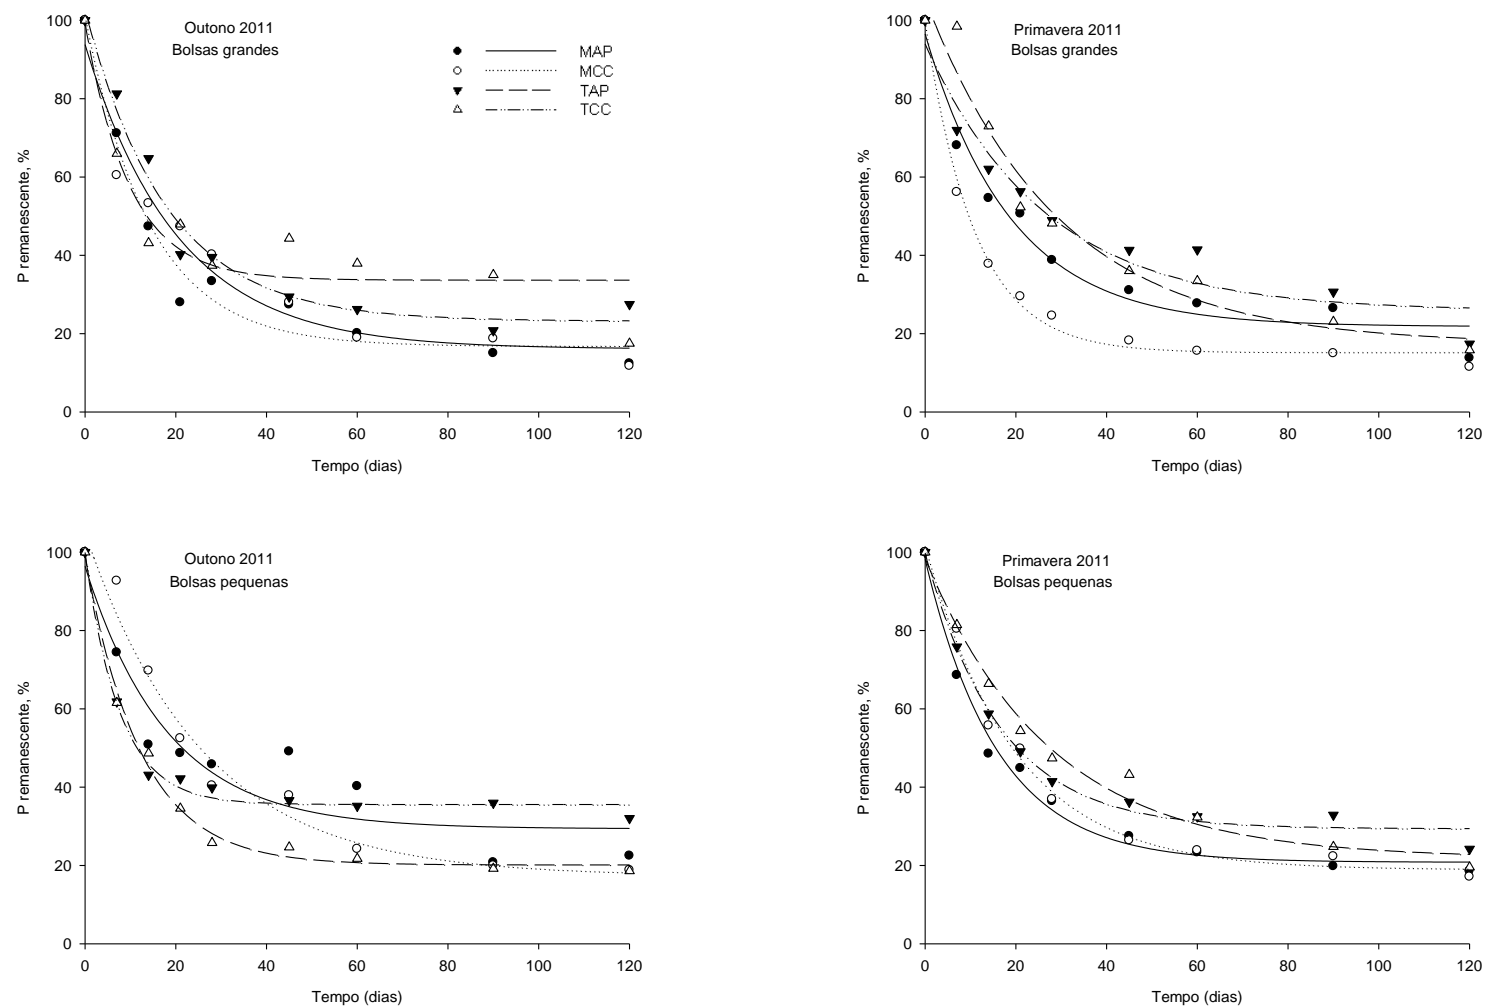 Outono 2011
Bolsas grandes
MAP
MCC
TAP
TCC
P remanescente, %
100
80
60
40
20
0
0 20 40 60 80 100 120
Tempo (dias)
Primavera 2011
Bolsas grandes
P remanescente, %
100
80
60
40
20
0
0 20 40 60 80 100 120
Tempo (dias)
Outono 2011
Bolsas pequenas
P remanescente, %
100
80
60
40
20
0
0 20 40 60 80 100 120
Tempo (dias)
Primavera 2011
Bolsas pequenas
P remanescente, %
100
80
60
40
20
0
0 20 40 60 80 100 120
Tempo (dias)